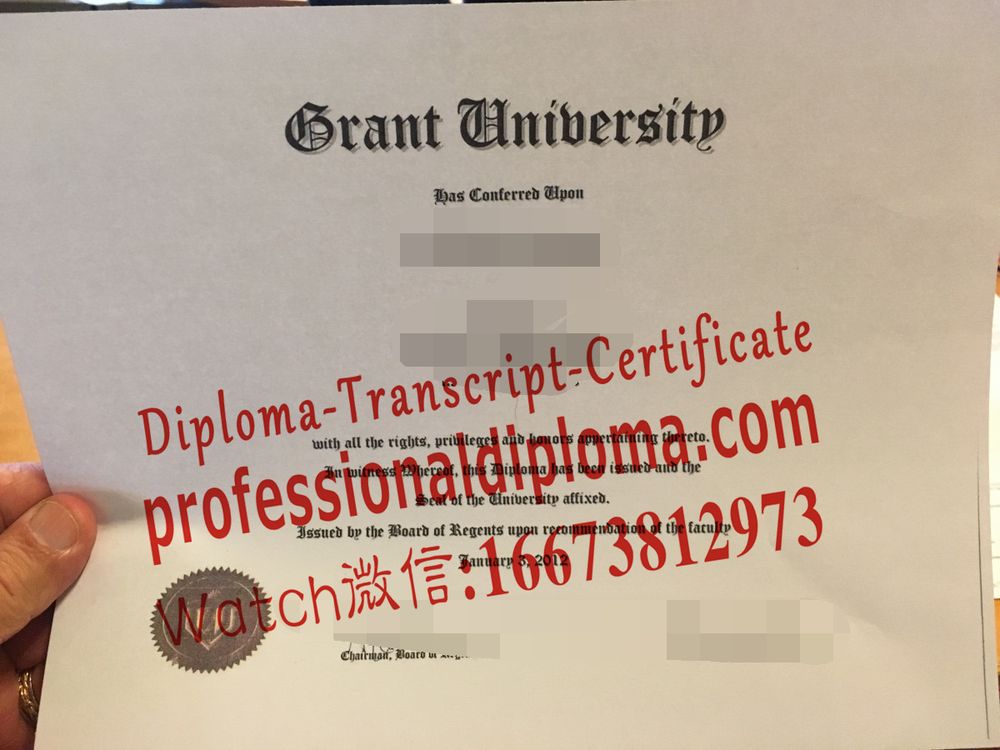 Grant University
Has Conferred Upon
Diploma-Transcript-Certificate
with all the rights, privileges and honors appertaining thereto.
professionaldiploma.com
In witness Whereof, this Diploma has been issued and the
Seal of the University affixed.
Issued by the Board of Regents upon recommendation of the faculty
January 3, 2012
Watch微信:16673812973
Chairman, Board of